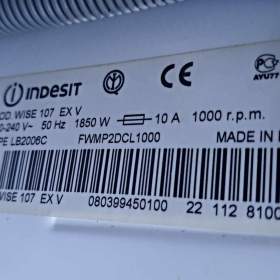 INDESIT
AYU77
OD. WISE 107 EX V
0-240 V~ 50 Hz 1850 W 10 A 1000 r.p.m.
PE LB2006C FWMP2DCL1000 MADE IN
WISE 107 EX V 080399450100 22 112 8100